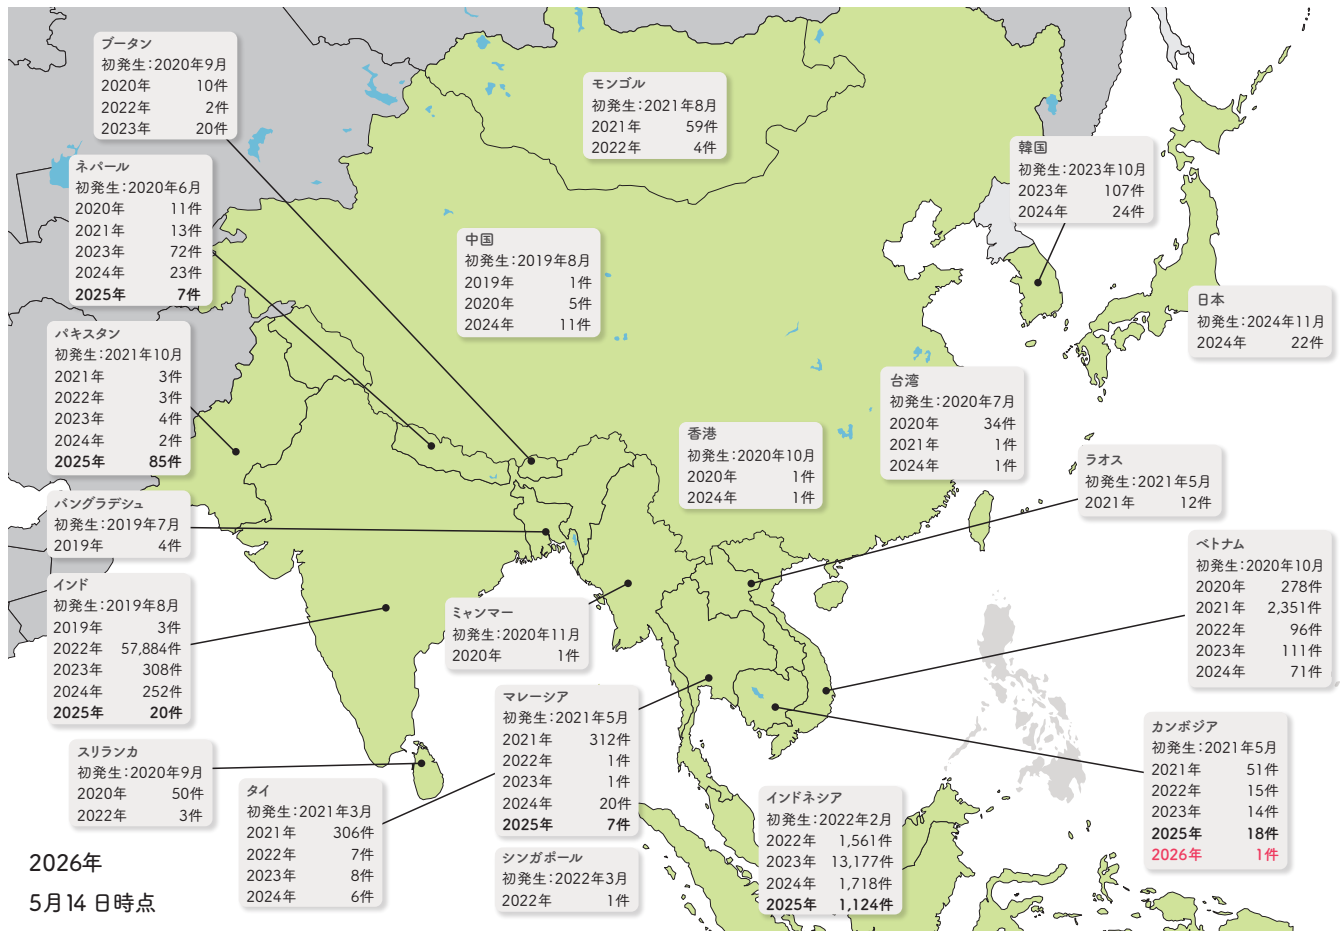 ブータン
初発生：2020年9月
2020年 10件
2022年 2件
2023年 20件
ネパール
初発生：2020年6月
2020年 11件
2021年 13件
2023年 72件
2024年 23件
2025年 7件
パキスタン
初発生：2021年10月
2021年 3件
2022年 3件
2023年 4件
2024年 2件
2025年 85件
バングラデシュ
初発生：2019年7月
2019年 4件
インド
初発生：2019年8月
2019年 3件
2022年 57,884件
2023年 308件
2024年 252件
2025年 20件
スリランカ
初発生：2020年9月
2020年 50件
2022年 3件
タイ
初発生：2021年3月
2021年 306件
2022年 7件
2023年 8件
2024年 6件
モンゴル
初発生：2021年8月
2021年 59件
2022年 4件
中国
初発生：2019年8月
2019年 1件
2020年 5件
2024年 11件
香港
初発生：2020年10月
2020年 1件
2024年 1件
台湾
初発生：2020年7月
2020年 34件
2021年 1件
2024年 1件
韓国
初発生：2023年10月
2023年 107件
2024年 24件
日本
初発生：2024年11月
2024年 22件
ラオス
初発生：2021年5月
2021年 12件
ベトナム
初発生：2020年10月
2020年 278件
2021年 2,351件
2022年 96件
2023年 111件
2024年 71件
ミャンマー
初発生：2020年11月
2020年 1件
マレーシア
初発生：2021年5月
2021年 312件
2022年 1件
2023年 1件
2024年 20件
2025年 7件
シンガポール
初発生：2022年3月
2022年 1件
インドネシア
初発生：2022年2月
2022年 1,561件
2023年 13,177件
2024年 1,718件
2025年 1,124件
カンボジア
初発生：2021年5月
2021年 51件
2022年 15件
2023年 14件
2025年 18件
2026年 1件
2026年
5月14日時点